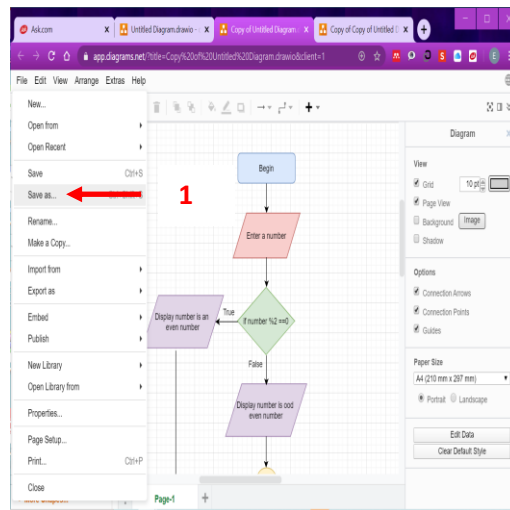 Ask.com x Untitled Diagram.drawio - x Copy of Untitled Diagram. x Copy of Copy of Untitled D x +
app.diagrams.net/?title=Copy%20of%20Untitled%20Diagram.drawio&client=1
File Edit View Arrange Extras Help
New...
Open from
Open Recent
Save Ctrl+S
Save as...
1
Rename...
Make a Copy...
Import from
Export as
Embed
Publish
New Library
Open Library from
Properties...
Page Setup...
Print... Ctrl+P
Close
Begin
Enter a number
If number %2 ==0
True
Display number is an
even number
False
Display number is ood
even number
Page-1 +
Diagram
View
Grid 10 pt
Page View
Background Image
Shadow
Options
Connection Arrows
Connection Points
Guides
Paper Size
A4 (210 mm x 297 mm)
Portrait Landscape
Edit Data
Clear Default Style